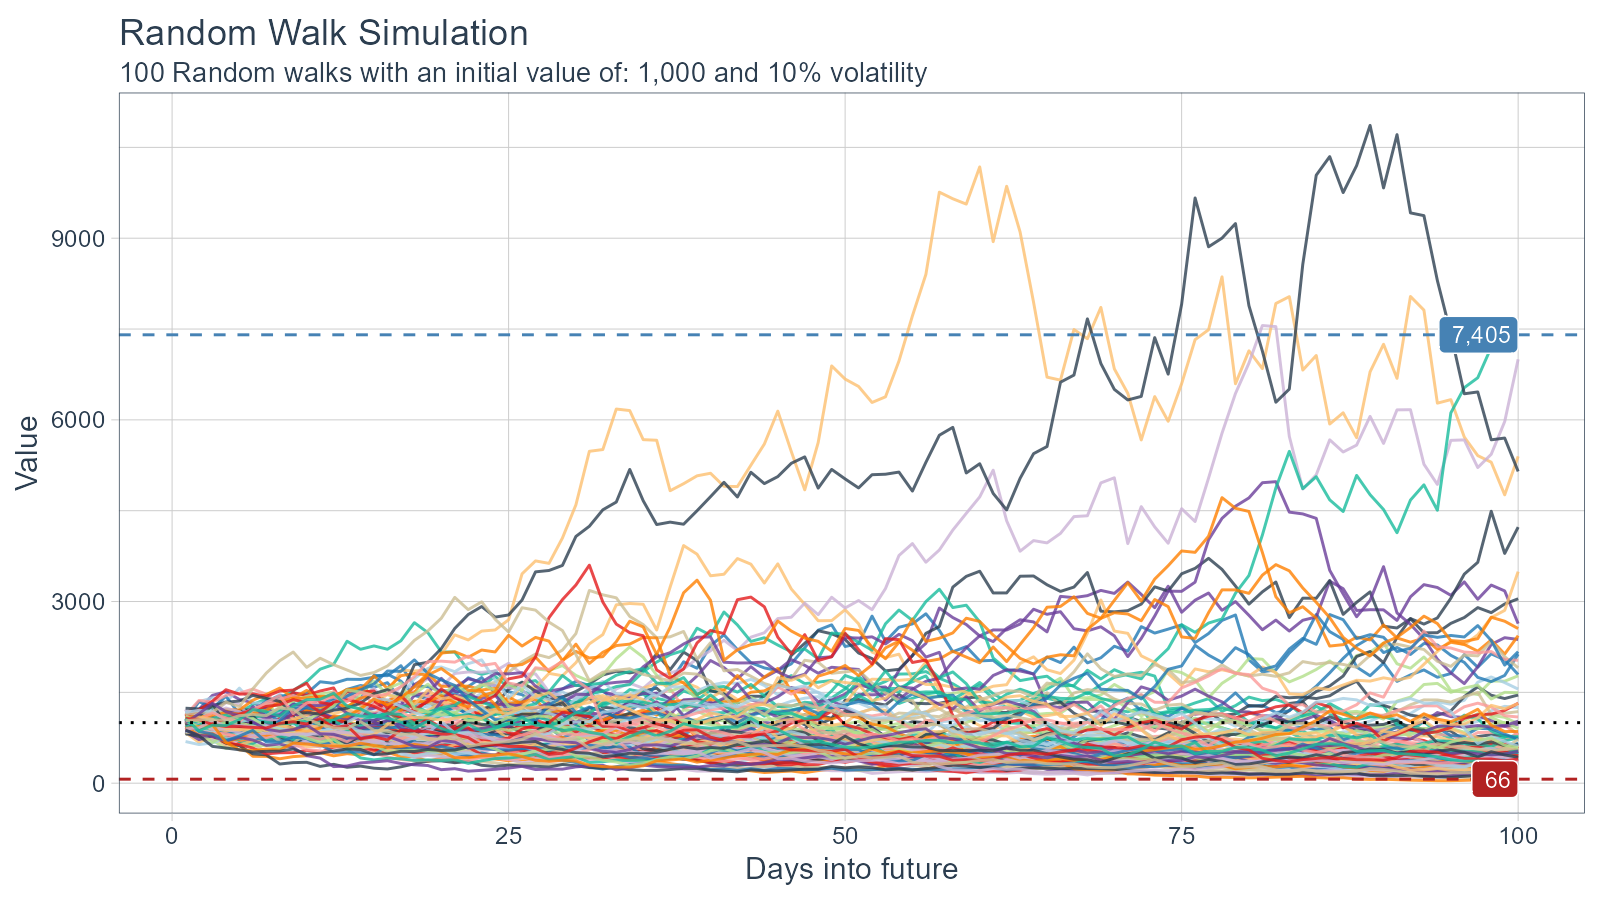 Random Walk Simulation
100 Random walks with an initial value of: 1,000 and 10% volatility
Value
9000
6000
3000
0
7,405
66
0 25 50 75 100
Days into future